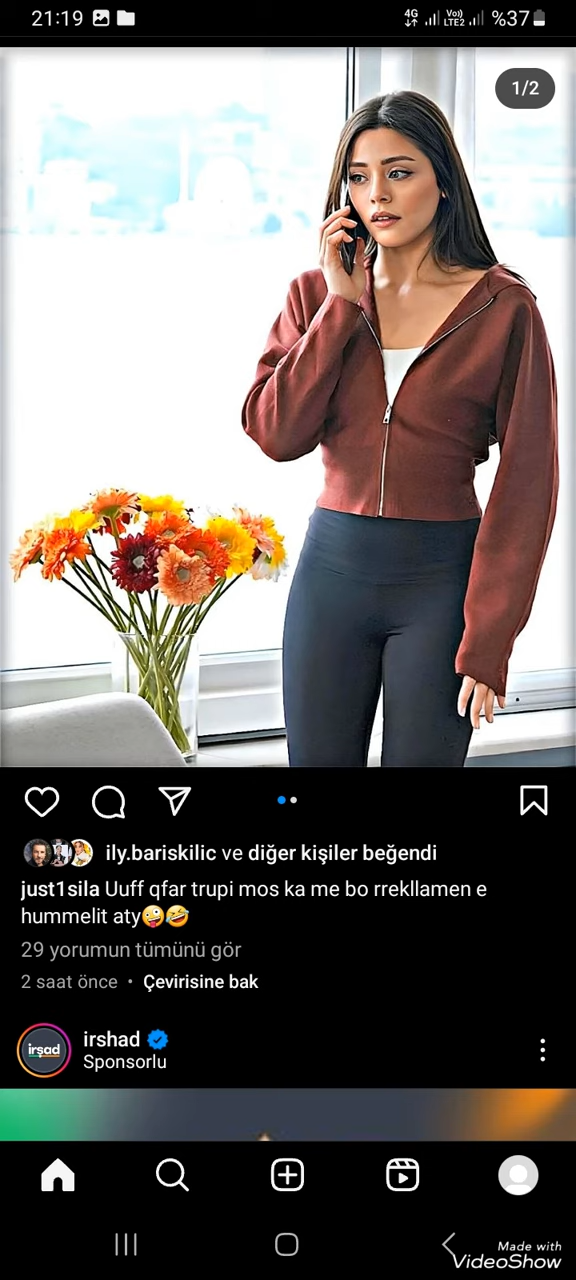 21:19
4G Vo)) LTE2 %37
1/2
ily.bariskilic ve diğer kişiler beğendi
just1sila Uuff qfar trupi mos ka me bo rrekllamen e
hummelit aty🤪🤣
29 yorumun tümünü gör
2 saat önce • Çevirisine bak
irşad
irshad
Sponsorlu
Made with
VideoShow